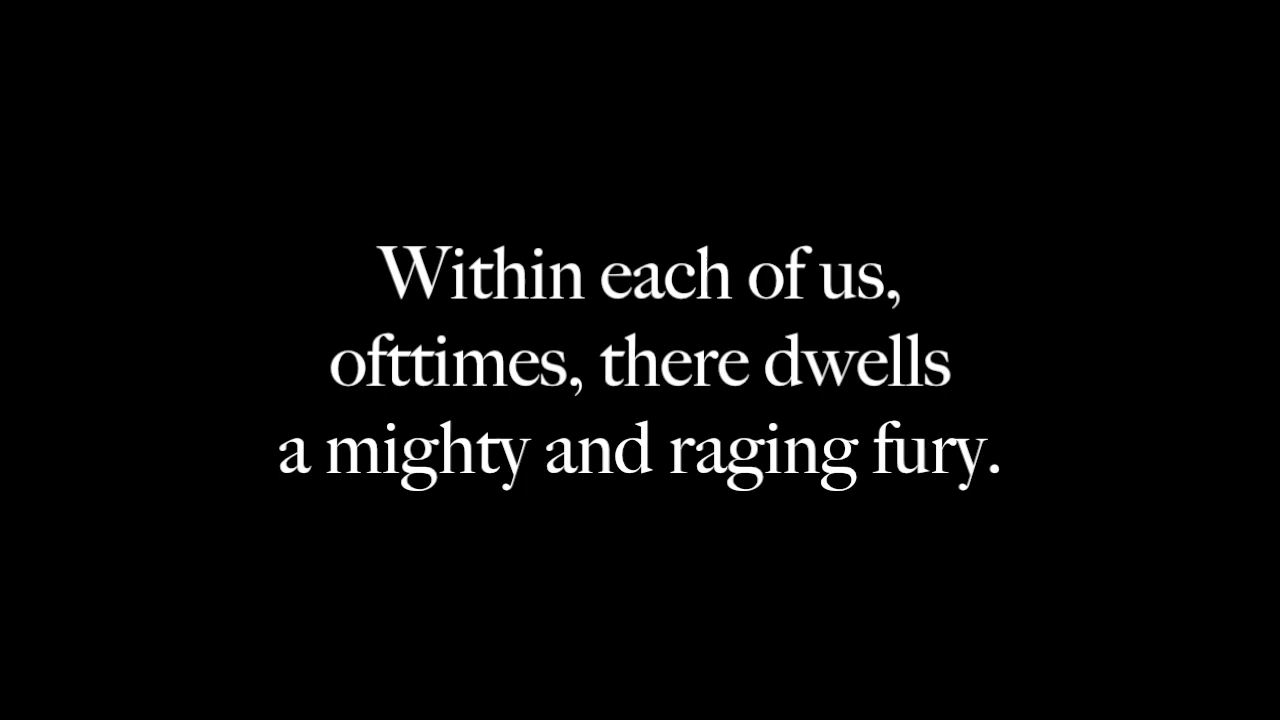 Within each of us,
ofttimes, there dwells
a mighty and raging fury.